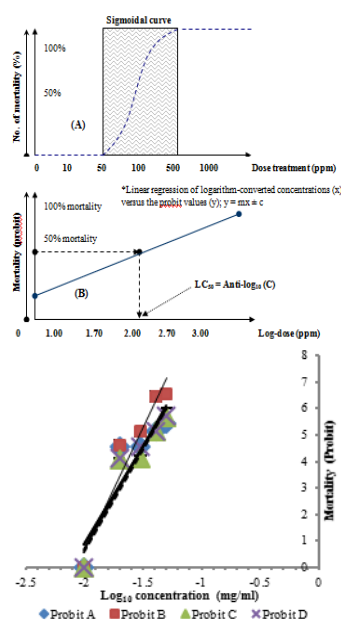 Sigmoidal curve
100%
50%
(A)
No. of mortality (%)
0 10 0 50 100 500 1000 Dose treatment (ppm)
*Linear regression of logarithm-converted concentrations (x)
versus the probit values (y); y = mx ± c
100% mortality
50% mortality
(B)
Mortality (probit)
LC₅₀ = Anti-log₁₀ (C)
0 1.00 1.70 2.00 2.70 3.00 Log-dose (ppm)
8
7
6
5
4
3
2
1
0
Mortality (Probit)
-2.5 -2 -1.5 -1 -0.5 0
Log₁₀ concentration (mg/ml)
Probit A Probit B Probit C Probit D